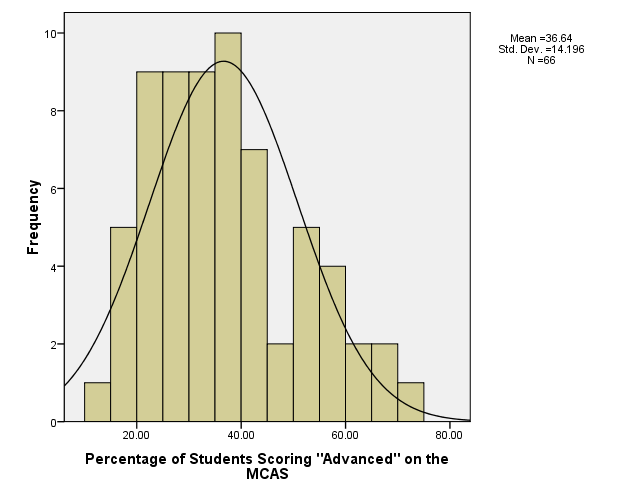 Mean =36.64
Std. Dev. =14.196
N =66
10
8
6
4
2
0
Frequency
20.00 40.00 60.00 80.00
Percentage of Students Scoring "Advanced" on the
MCAS